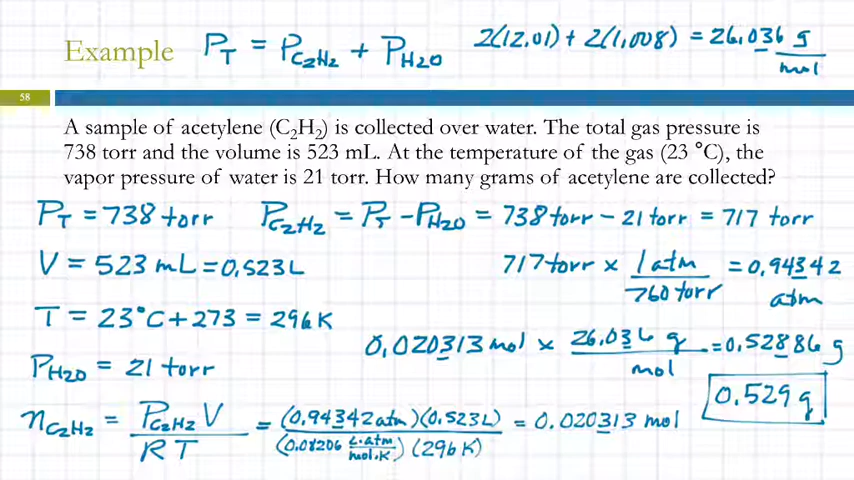 Example P_T = P_C2H2 + P_H2O 2(12.01) + 2(1.008) = 26.036 g/mol
58
A sample of acetylene (C2H2) is collected over water. The total gas pressure is
738 torr and the volume is 523 mL. At the temperature of the gas (23 °C), the
vapor pressure of water is 21 torr. How many grams of acetylene are collected?
P_T = 738 torr P_C2H2 = P_T - P_H2O = 738 torr - 21 torr = 717 torr
V = 523 mL = 0.523 L 717 torr × 1 atm / 760 torr = 0.94342 atm
T = 23°C + 273 = 296 K
0.020313 mol × 26.036 g / mol = 0.52886 g
P_H2O = 21 torr
0.529 g
n_C2H2 = P_C2H2 V / R T = (0.94342 atm)(0.523 L) / (0.08206 L·atm / mol·K)(296 K) = 0.020313 mol